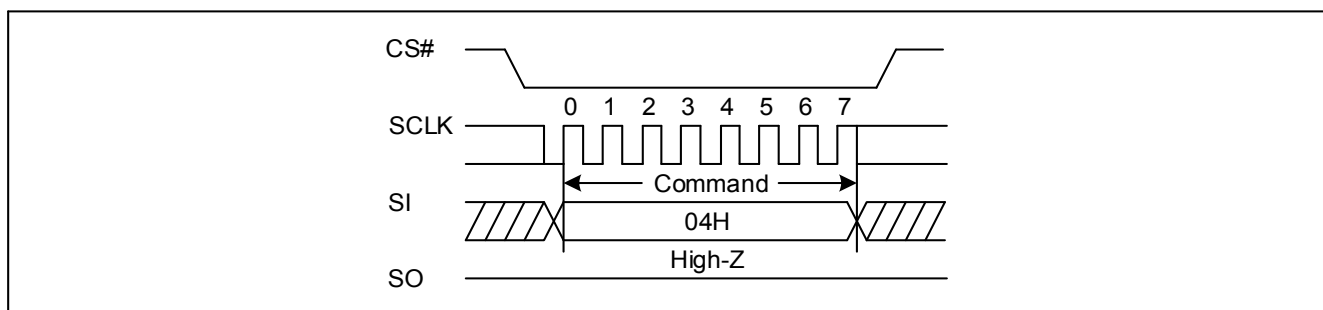 CS#
0 1 2 3 4 5 6 7
SCLK
Command
SI
04H
High-Z
SO